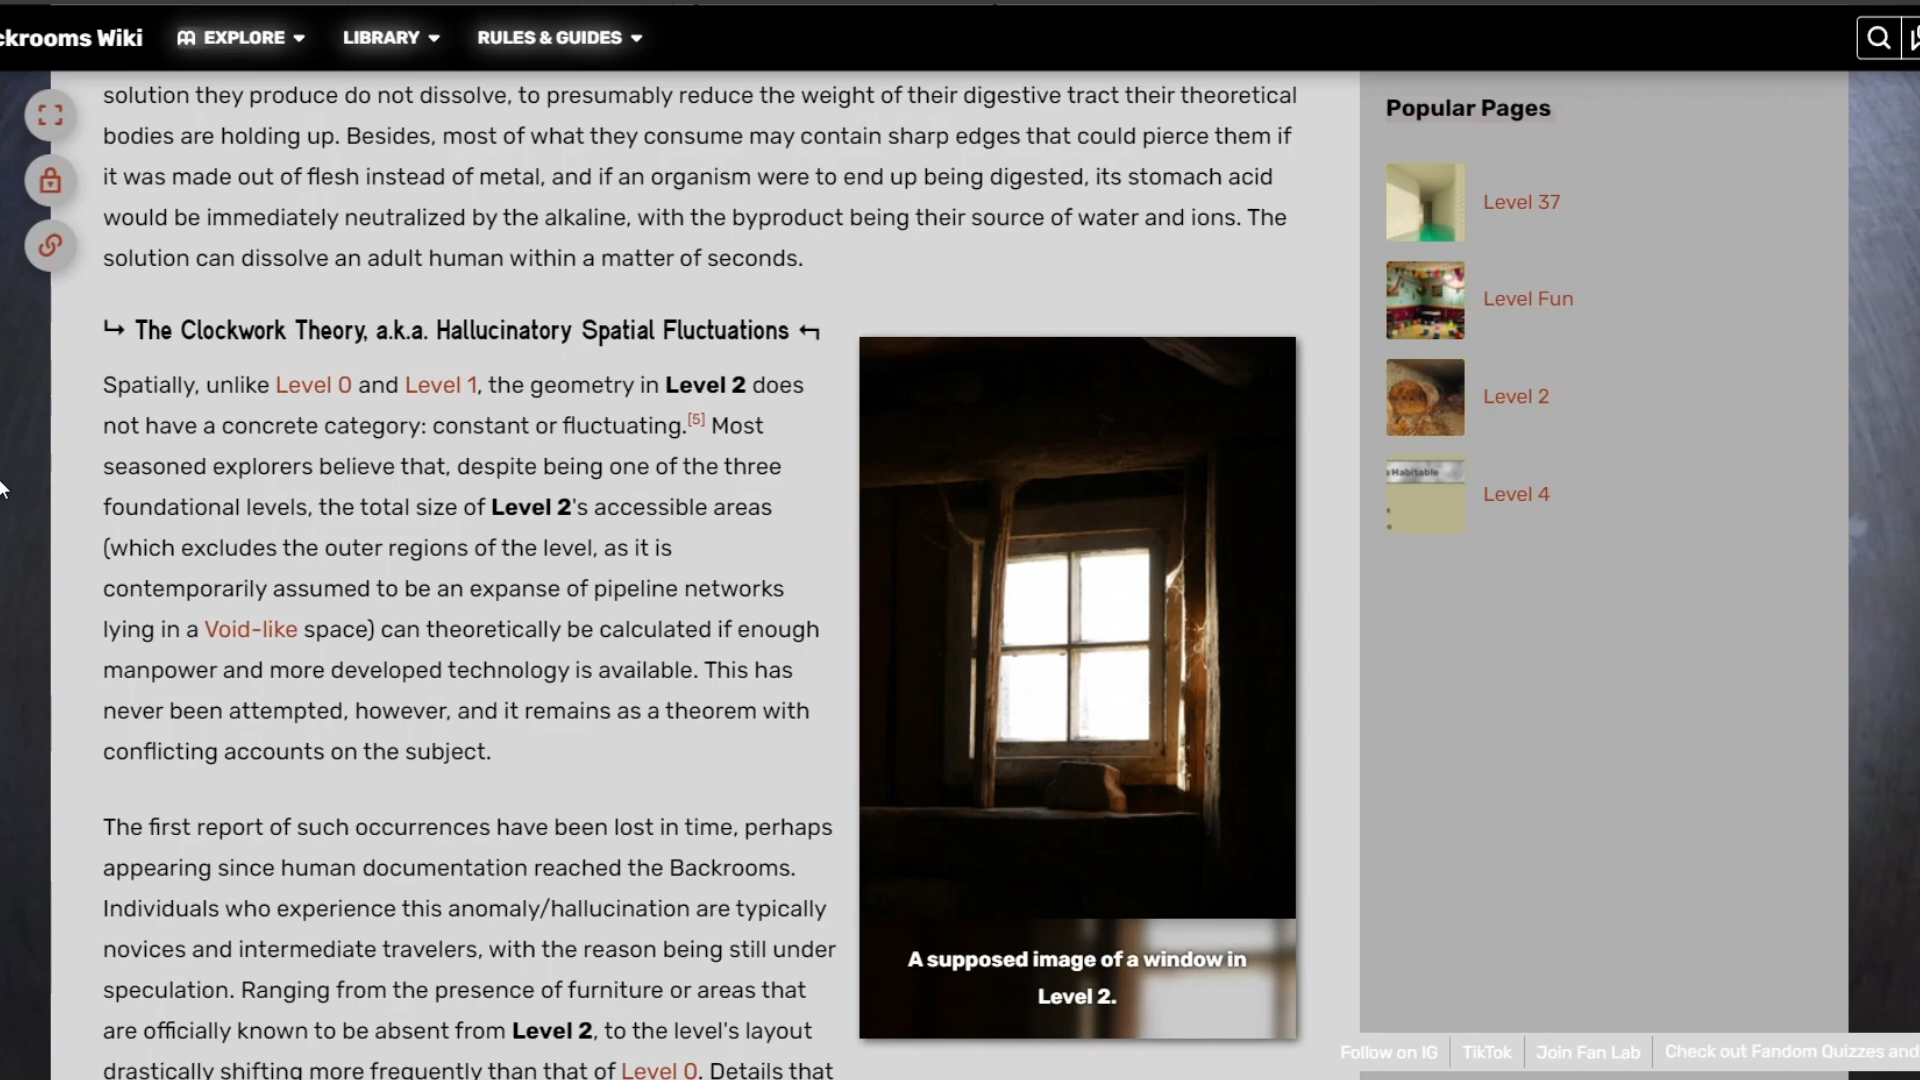 ckrooms Wiki
EXPLORE
LIBRARY
RULES & GUIDES
solution they produce do not dissolve, to presumably reduce the weight of their digestive tract their theoretical
bodies are holding up. Besides, most of what they consume may contain sharp edges that could pierce them if
it was made out of flesh instead of metal, and if an organism were to end up being digested, its stomach acid
would be immediately neutralized by the alkaline, with the byproduct being their source of water and ions. The
solution can dissolve an adult human within a matter of seconds.
↳ The Clockwork Theory, a.k.a. Hallucinatory Spatial Fluctuations ↰
Spatially, unlike Level 0 and Level 1, the geometry in Level 2 does
not have a concrete category: constant or fluctuating.[5] Most
seasoned explorers believe that, despite being one of the three
foundational levels, the total size of Level 2's accessible areas
(which excludes the outer regions of the level, as it is
contemporarily assumed to be an expanse of pipeline networks
lying in a Void-like space) can theoretically be calculated if enough
manpower and more developed technology is available. This has
never been attempted, however, and it remains as a theorem with
conflicting accounts on the subject.
The first report of such occurrences have been lost in time, perhaps
appearing since human documentation reached the Backrooms.
Individuals who experience this anomaly/hallucination are typically
novices and intermediate travelers, with the reason being still under
speculation. Ranging from the presence of furniture or areas that
are officially known to be absent from Level 2, to the level's layout
drastically shifting more frequently than that of Level 0. Details that
A supposed image of a window in
Level 2.
Popular Pages
Level 37
Level Fun
Level 2
Habitable
Level 4
Follow on IG
TikTok
Join Fan Lab
Check out Fandom Quizzes and